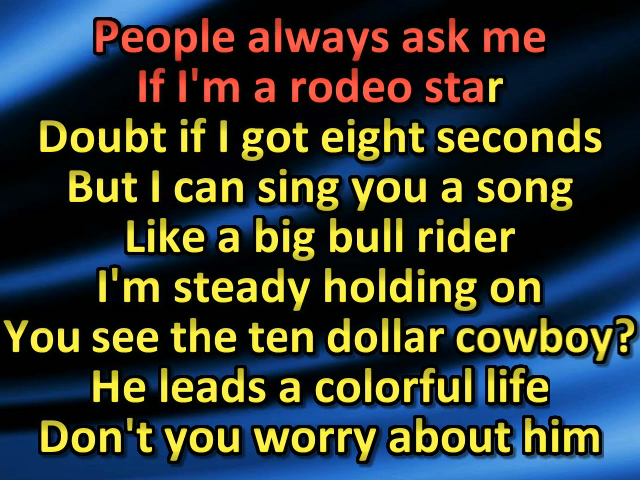 People always ask me
If I'm a rodeo star
Doubt if I got eight seconds
But I can sing you a song
Like a big bull rider
I'm steady holding on
You see the ten dollar cowboy?
He leads a colorful life
Don't you worry about him